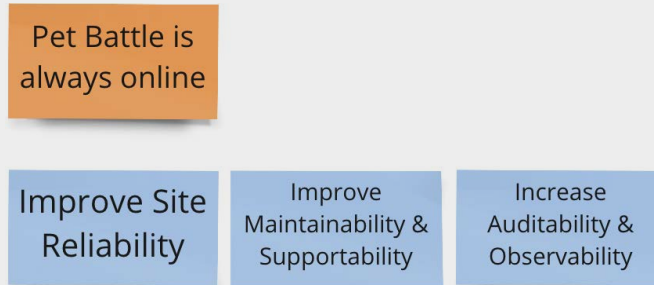 Pet Battle is
always online
Improve Site
Reliability
Improve
Maintainability &
Supportability
Increase
Auditability &
Observability